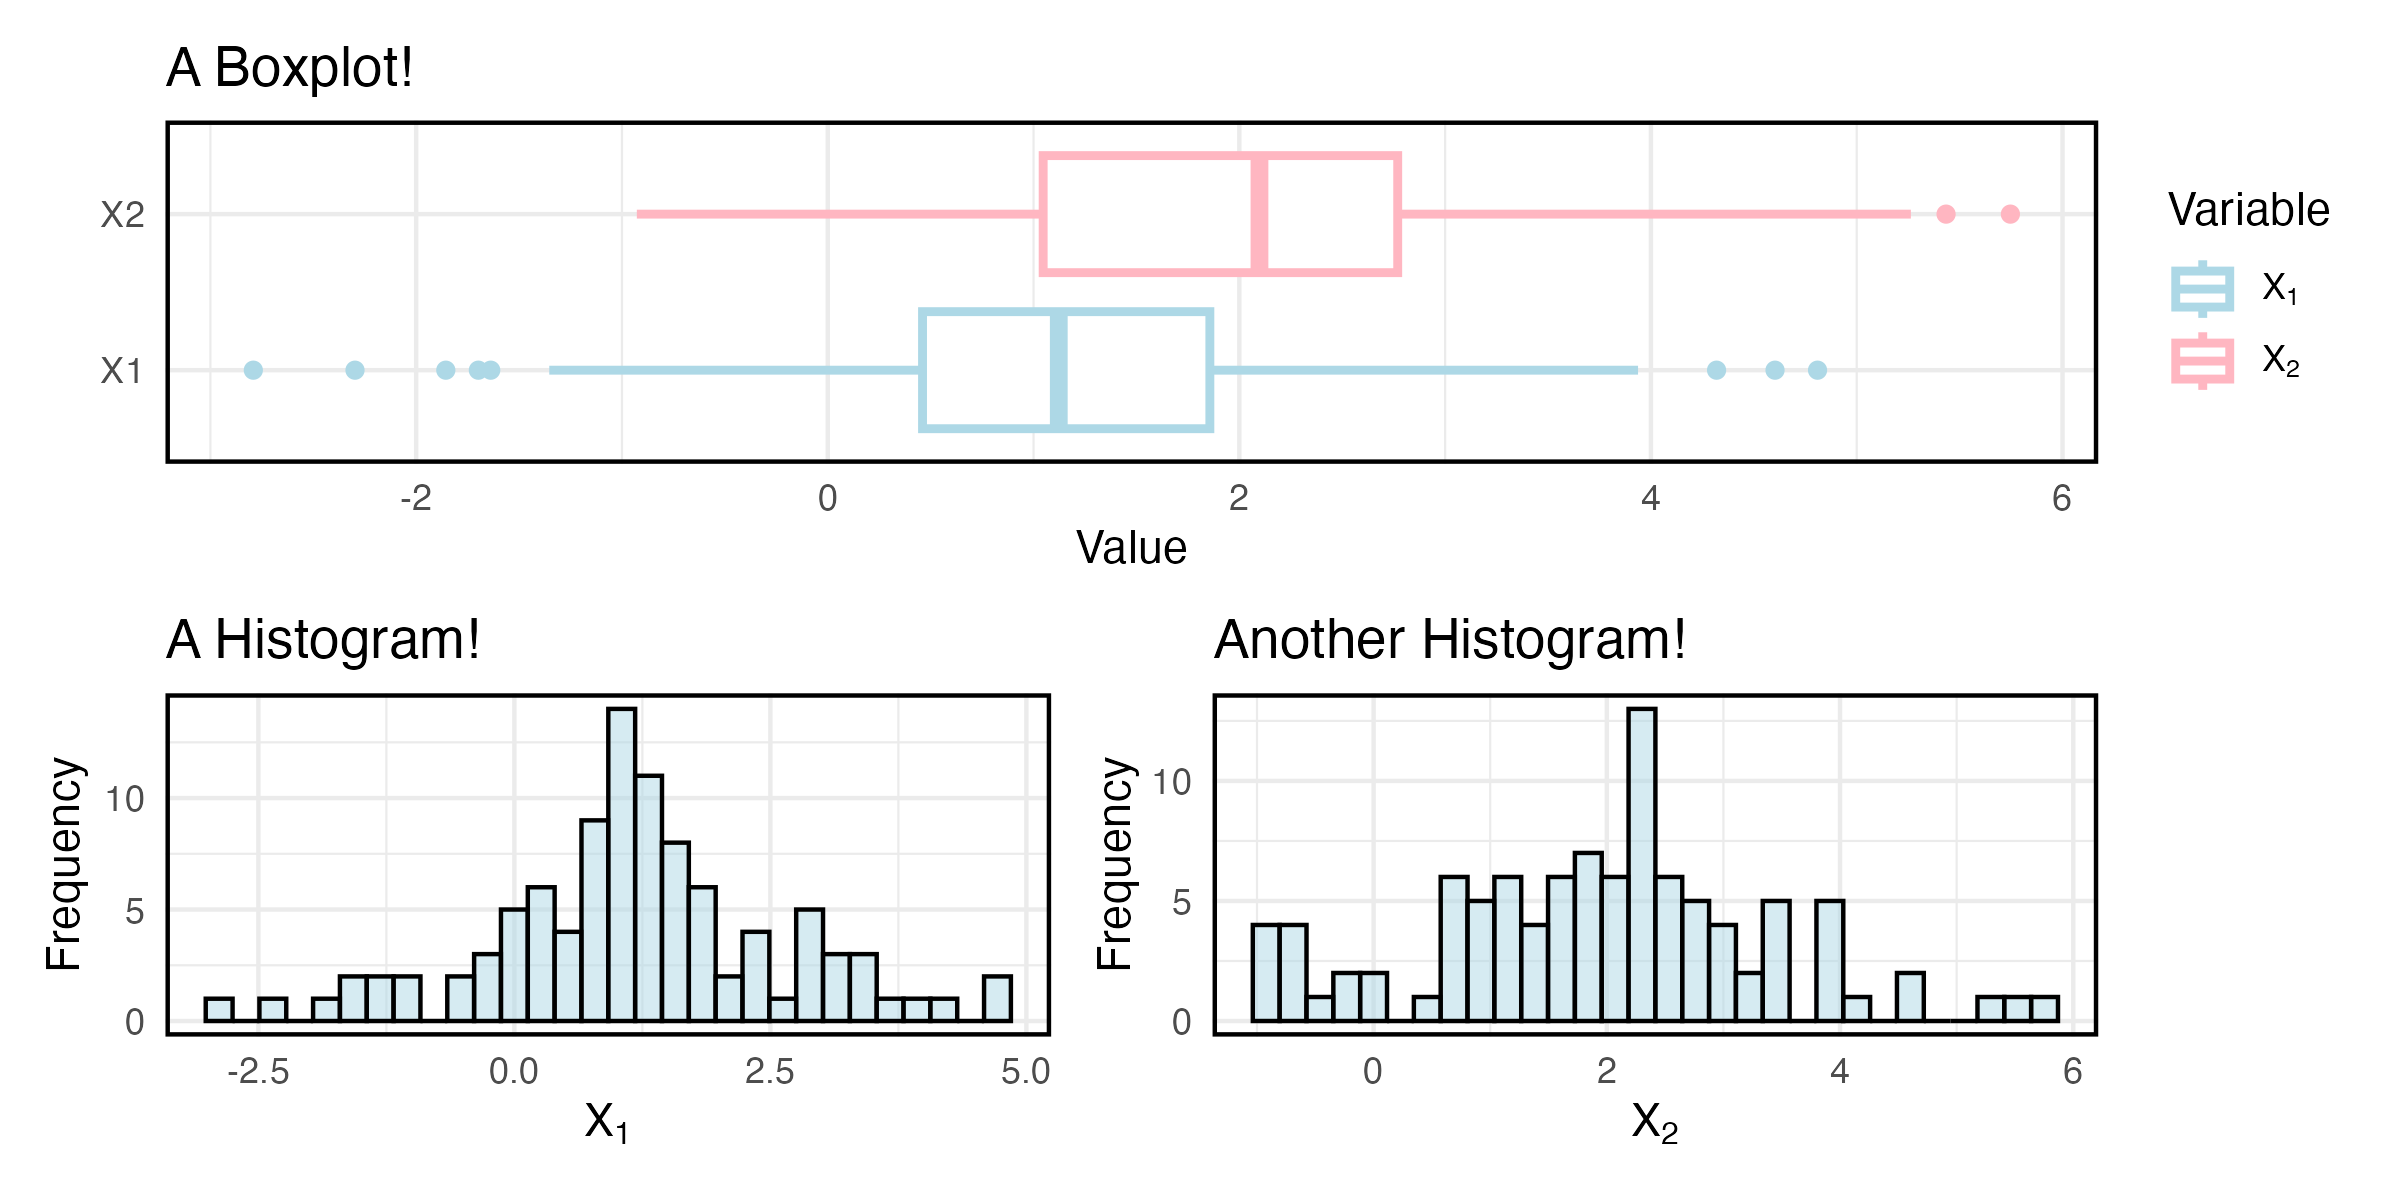 A Boxplot!
X2
X1
-2 0 2 4 6
Value
Variable
X₁
X₂
A Histogram!
Frequency
10
5
0
-2.5 0.0 2.5 5.0
X₁
Another Histogram!
Frequency
10
5
0
0 2 4 6
X₂